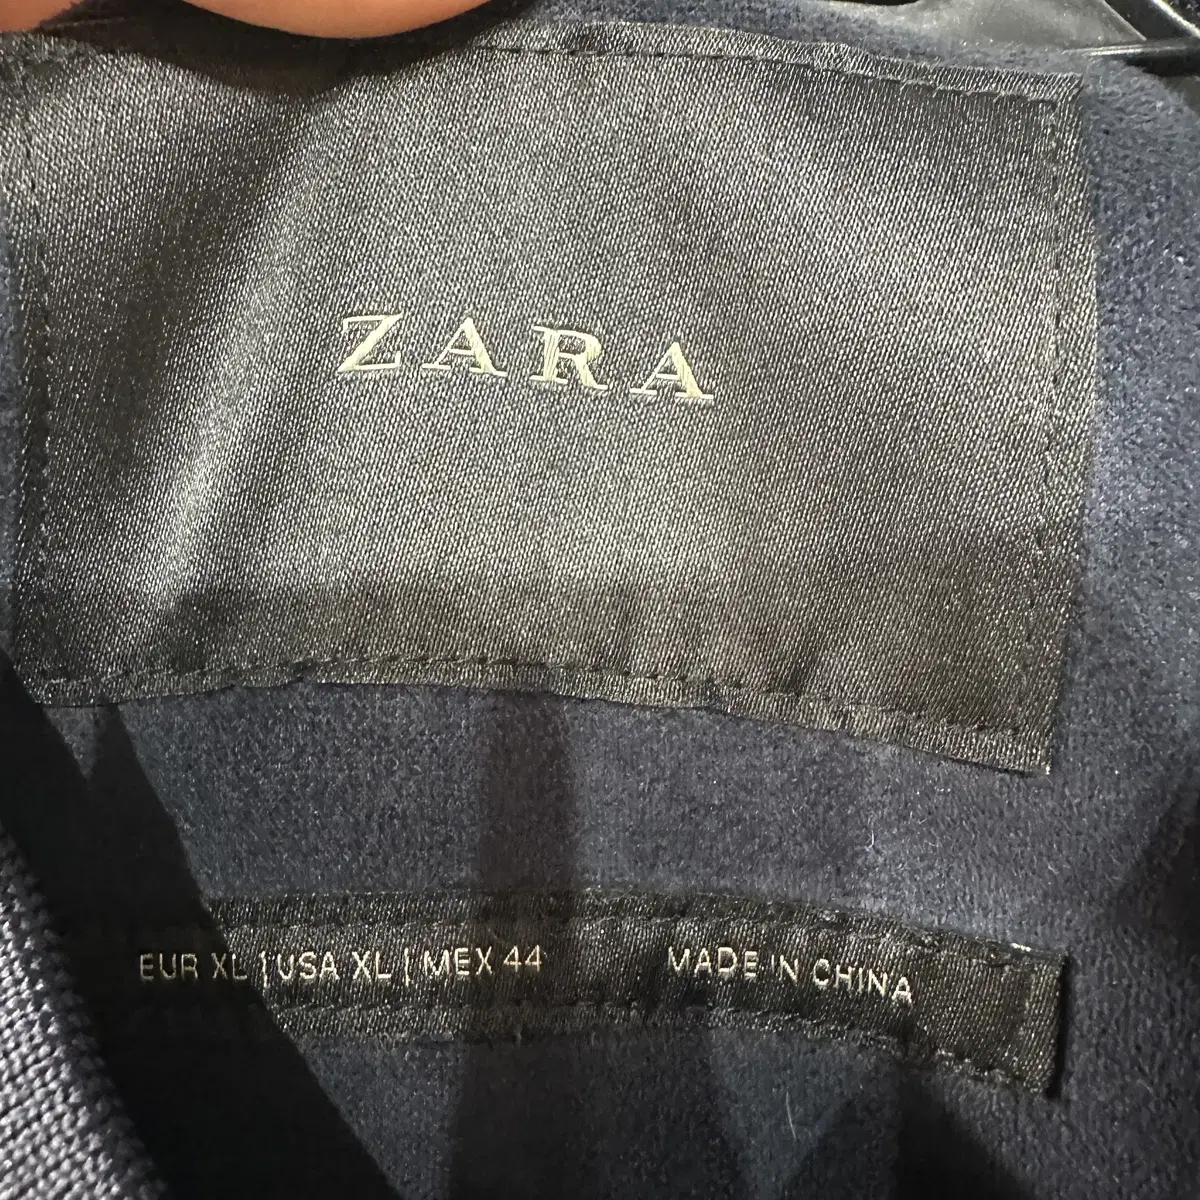 ZARA
EUR XL | USA XL | MEX 44 MADE IN CHINA